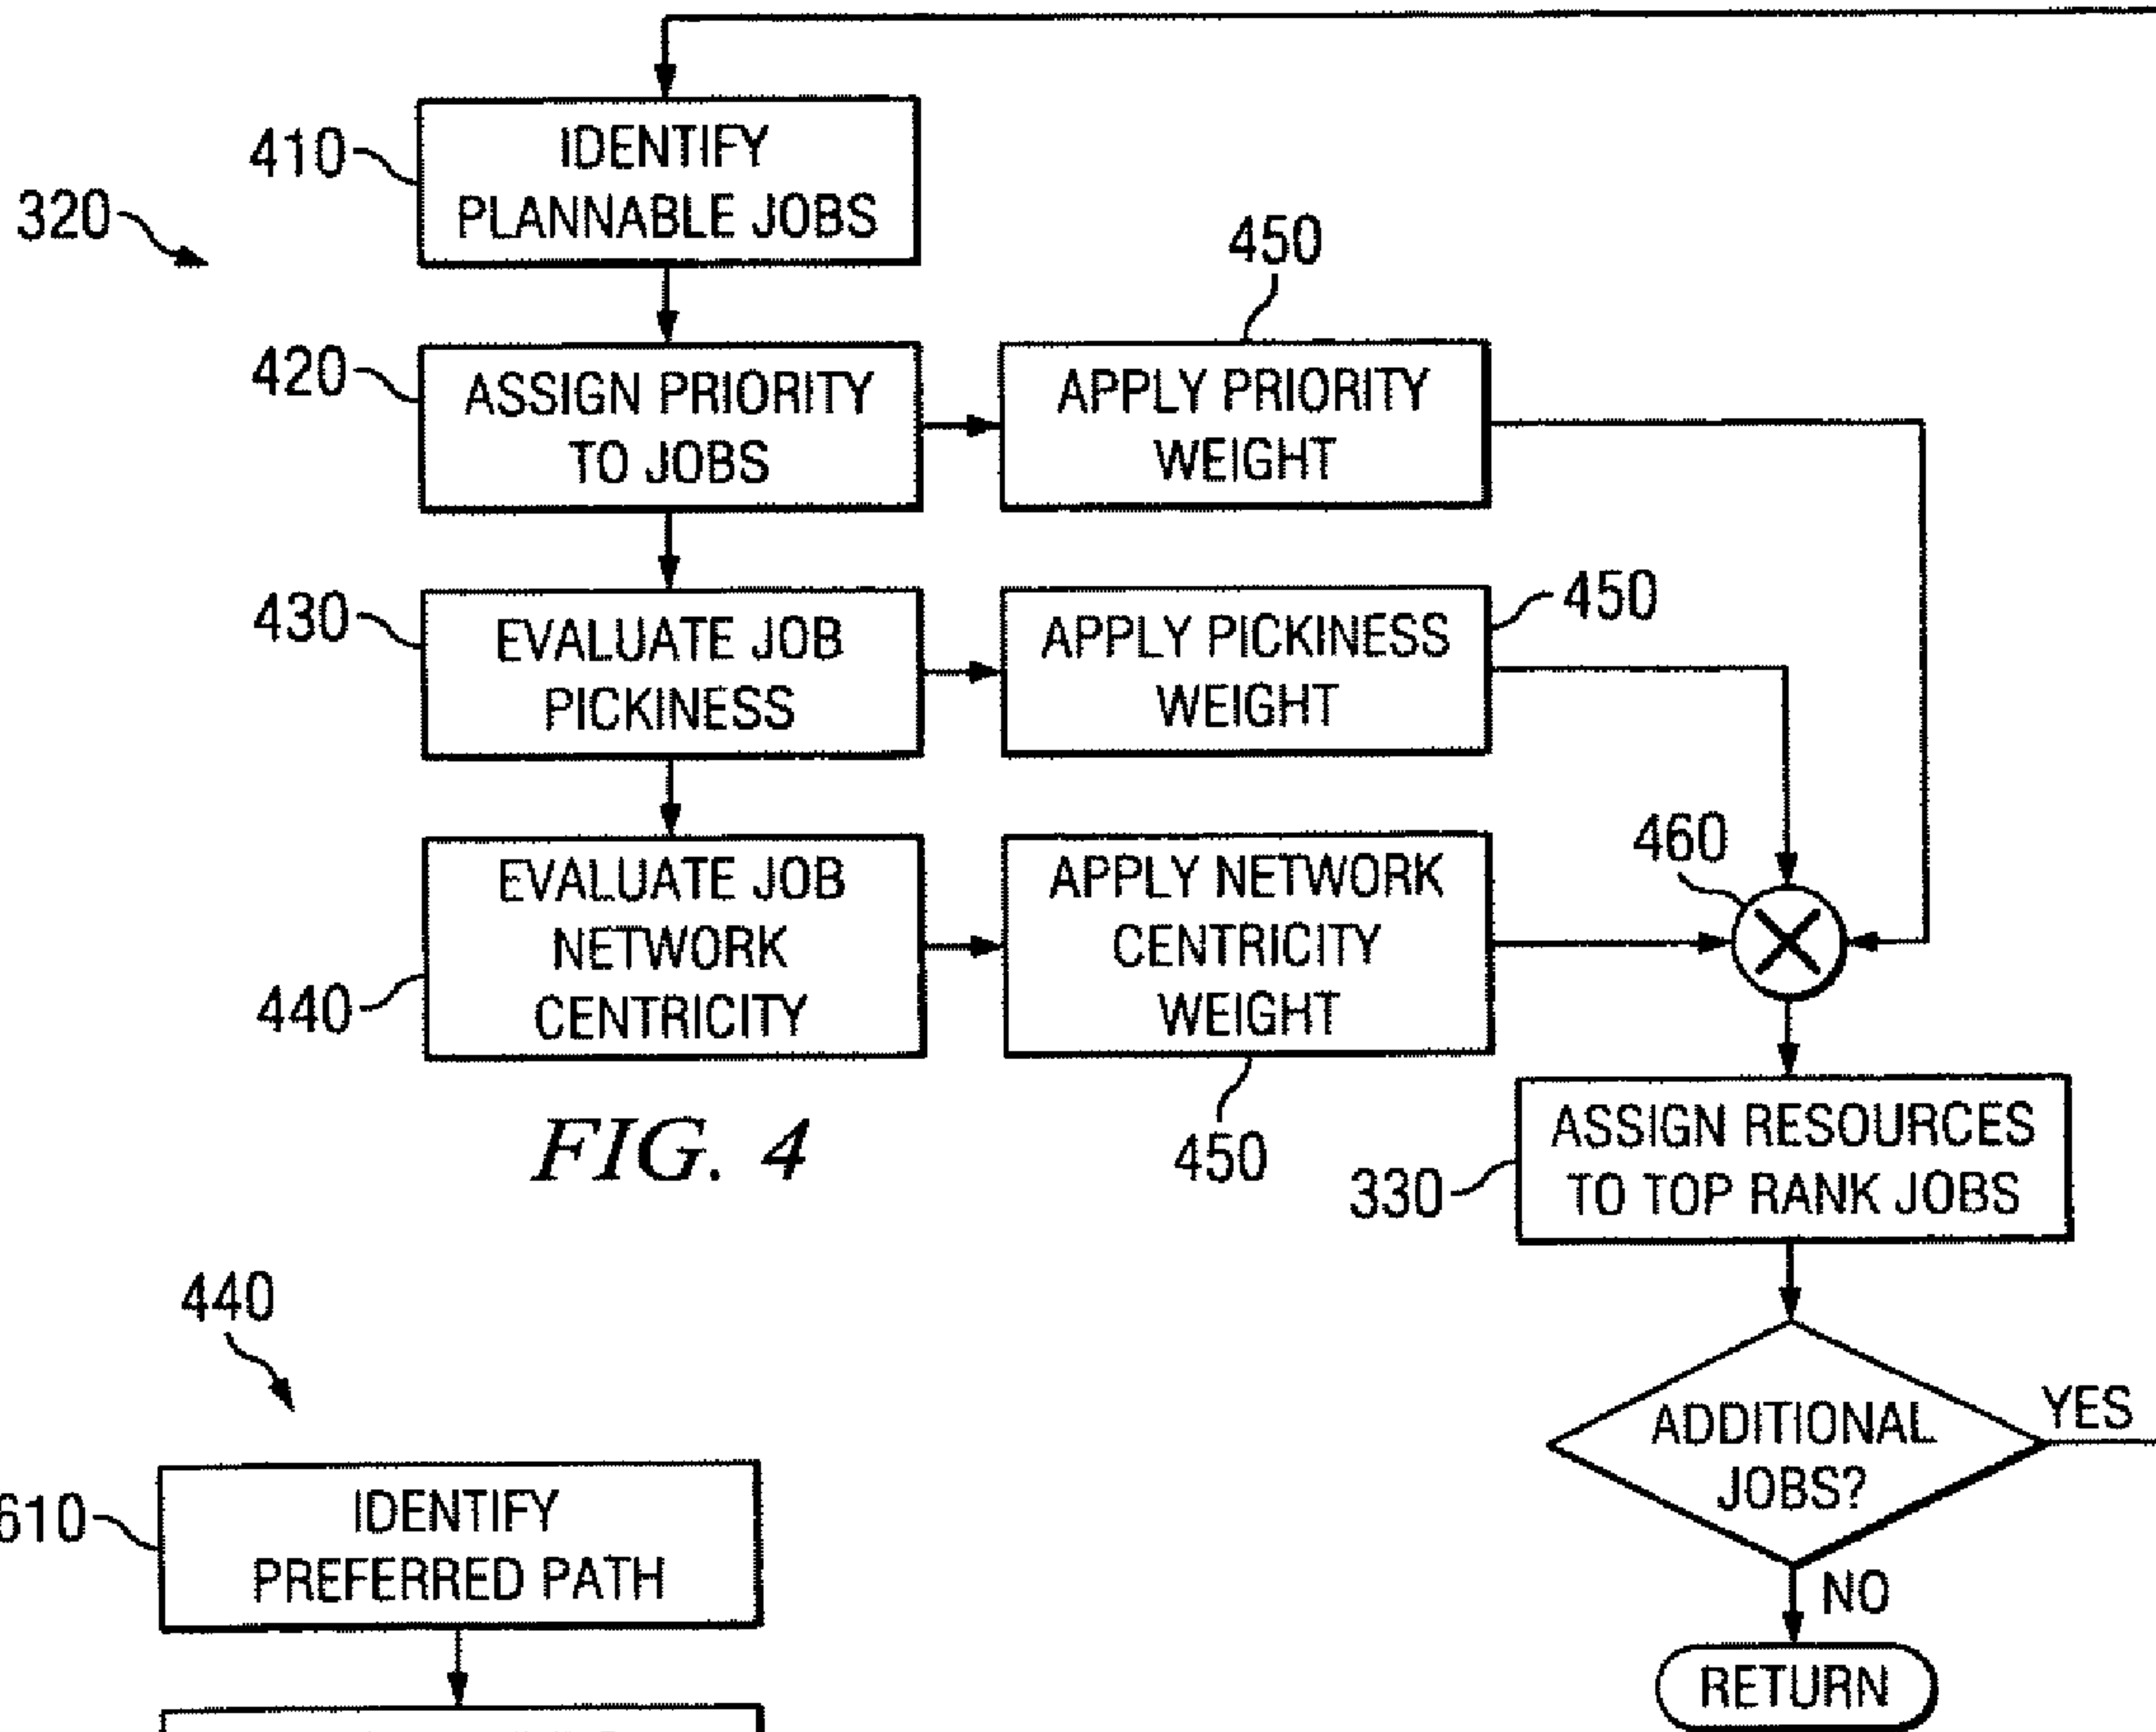 410
IDENTIFY
PLANNABLE JOBS
320
450
420
ASSIGN PRIORITY
TO JOBS
APPLY PRIORITY
WEIGHT
430
EVALUATE JOB
PICKINESS
APPLY PICKINESS
WEIGHT
450
460
EVALUATE JOB
NETWORK
CENTRICITY
440
APPLY NETWORK
CENTRICITY
WEIGHT
450
FIG. 4
330
ASSIGN RESOURCES
TO TOP RANK JOBS
ADDITIONAL
JOBS?
YES
NO
RETURN
440
610
IDENTIFY
PREFERRED PATH